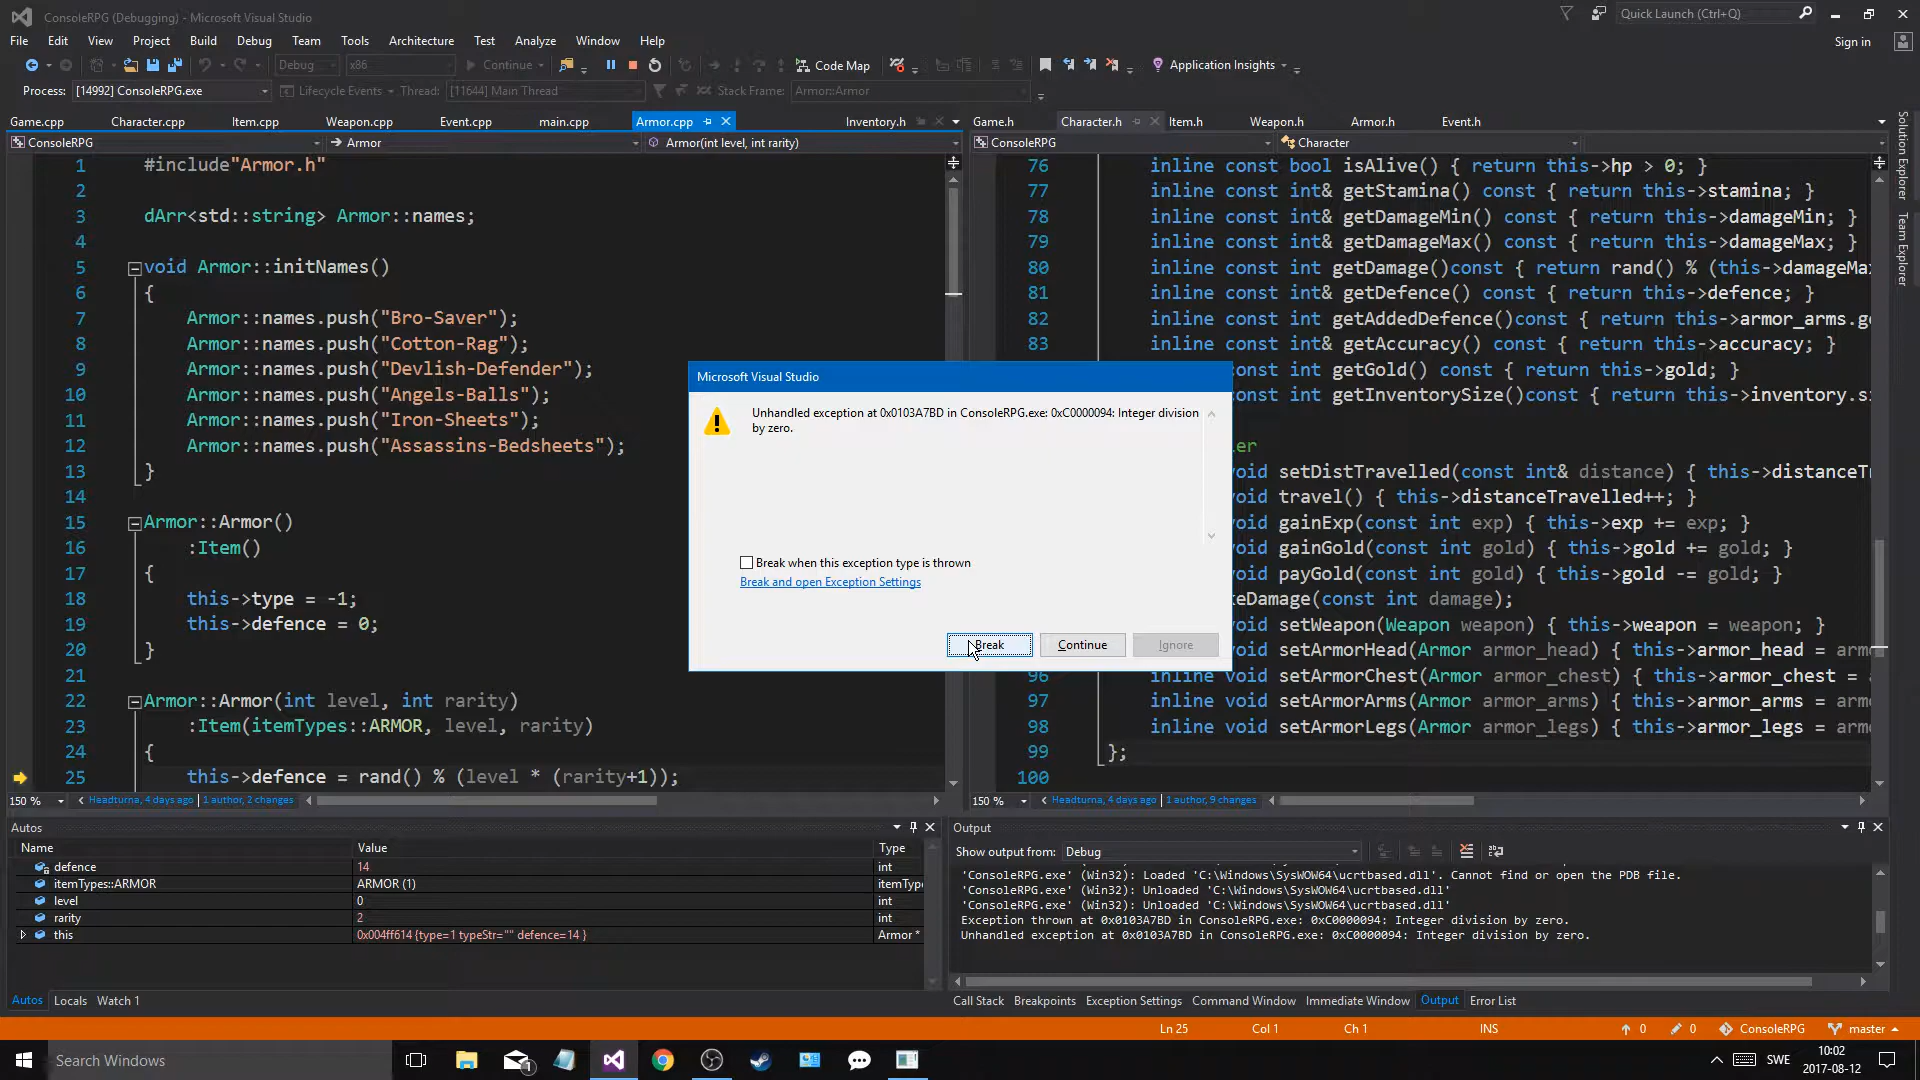 ConsoleRPG (Debugging) - Microsoft Visual Studio
Quick Launch (Ctrl+Q)
File Edit View Project Build Debug Team Tools Architecture Test Analyze Window Help
Sign in
Debug x86 Continue Code Map Application Insights
Process: [14992] ConsoleRPG.exe Lifecycle Events Thread: [11644] Main Thread Stack Frame: Armor::Armor
Game.cpp Character.cpp Item.cpp Weapon.cpp Event.cpp main.cpp Armor.cpp Inventory.h
ConsoleRPG Armor Armor(int level, int rarity)
1 #include"Armor.h"
2
3 dArr<std::string> Armor::names;
4
5 void Armor::initNames()
6 {
7 Armor::names.push("Bro-Saver");
8 Armor::names.push("Cotton-Rag");
9 Armor::names.push("Devlish-Defender");
10 Armor::names.push("Angels-Balls");
11 Armor::names.push("Iron-Sheets");
12 Armor::names.push("Assassins-Bedsheets");
13 }
14
15 Armor::Armor()
16 :Item()
17 {
18 this->type = -1;
19 this->defence = 0;
20 }
21
22 Armor::Armor(int level, int rarity)
23 :Item(itemTypes::ARMOR, level, rarity)
24 {
25 this->defence = rand() % (level * (rarity+1));
150 % Headturna, 4 days ago | 1 author, 2 changes
Game.h Character.h Item.h Weapon.h Armor.h Event.h
ConsoleRPG Character
76 inline const bool isAlive() { return this->hp > 0; }
77 inline const int& getStamina() const { return this->stamina; }
78 inline const int& getDamageMin() const { return this->damageMin; }
79 inline const int& getDamageMax() const { return this->damageMax; }
80 inline const int getDamage()const { return rand() % (this->damageMa
81 inline const int& getDefence() const { return this->defence; }
82 inline const int getAddedDefence()const { return this->armor_arms.g
83 inline const int& getAccuracy() const { return this->accuracy; }
int& getGold() const { return this->gold; }
int getInventorySize()const { return this->inventory.s
er
void setDistTravelled(const int& distance) { this->distanceT
void travel() { this->distanceTravelled++; }
void gainExp(const int exp) { this->exp += exp; }
void gainGold(const int gold) { this->gold += gold; }
void payGold(const int gold) { this->gold -= gold; }
eDamage(const int damage);
void setWeapon(Weapon weapon) { this->weapon = weapon; }
void setArmorHead(Armor armor_head) { this->armor_head = arm
96 inline void setArmorChest(Armor armor_chest) { this->armor_chest =
97 inline void setArmorArms(Armor armor_arms) { this->armor_arms = arm
98 inline void setArmorLegs(Armor armor_legs) { this->armor_legs = arm
99 };
100
150 % Headturna, 4 days ago | 1 author, 9 changes
Solution Explorer
Team Explorer
Microsoft Visual Studio
Unhandled exception at 0x0103A7BD in ConsoleRPG.exe: 0xC0000094: Integer division
by zero.
Break when this exception type is thrown
Break and open Exception Settings
Break Continue Ignore
Autos
Name Value Type
defence 14 int
itemTypes::ARMOR ARMOR (1) itemTyp
level 0 int
rarity 2 int
this 0x004ff614 {type=1 typeStr="" defence=14 } Armor *
Autos Locals Watch 1
Output
Show output from: Debug
'ConsoleRPG.exe' (Win32): Loaded 'C:\Windows\SysWOW64\ucrtbased.dll'. Cannot find or open the PDB file.
'ConsoleRPG.exe' (Win32): Unloaded 'C:\Windows\SysWOW64\ucrtbased.dll'
'ConsoleRPG.exe' (Win32): Unloaded 'C:\Windows\SysWOW64\ucrtbased.dll'
Exception thrown at 0x0103A7BD in ConsoleRPG.exe: 0xC0000094: Integer division by zero.
Unhandled exception at 0x0103A7BD in ConsoleRPG.exe: 0xC0000094: Integer division by zero.
Call Stack Breakpoints Exception Settings Command Window Immediate Window Output Error List
Ln 25 Col 1 Ch 1 INS 0 0 ConsoleRPG master
Search Windows
1
SWE
10:02
2017-08-12